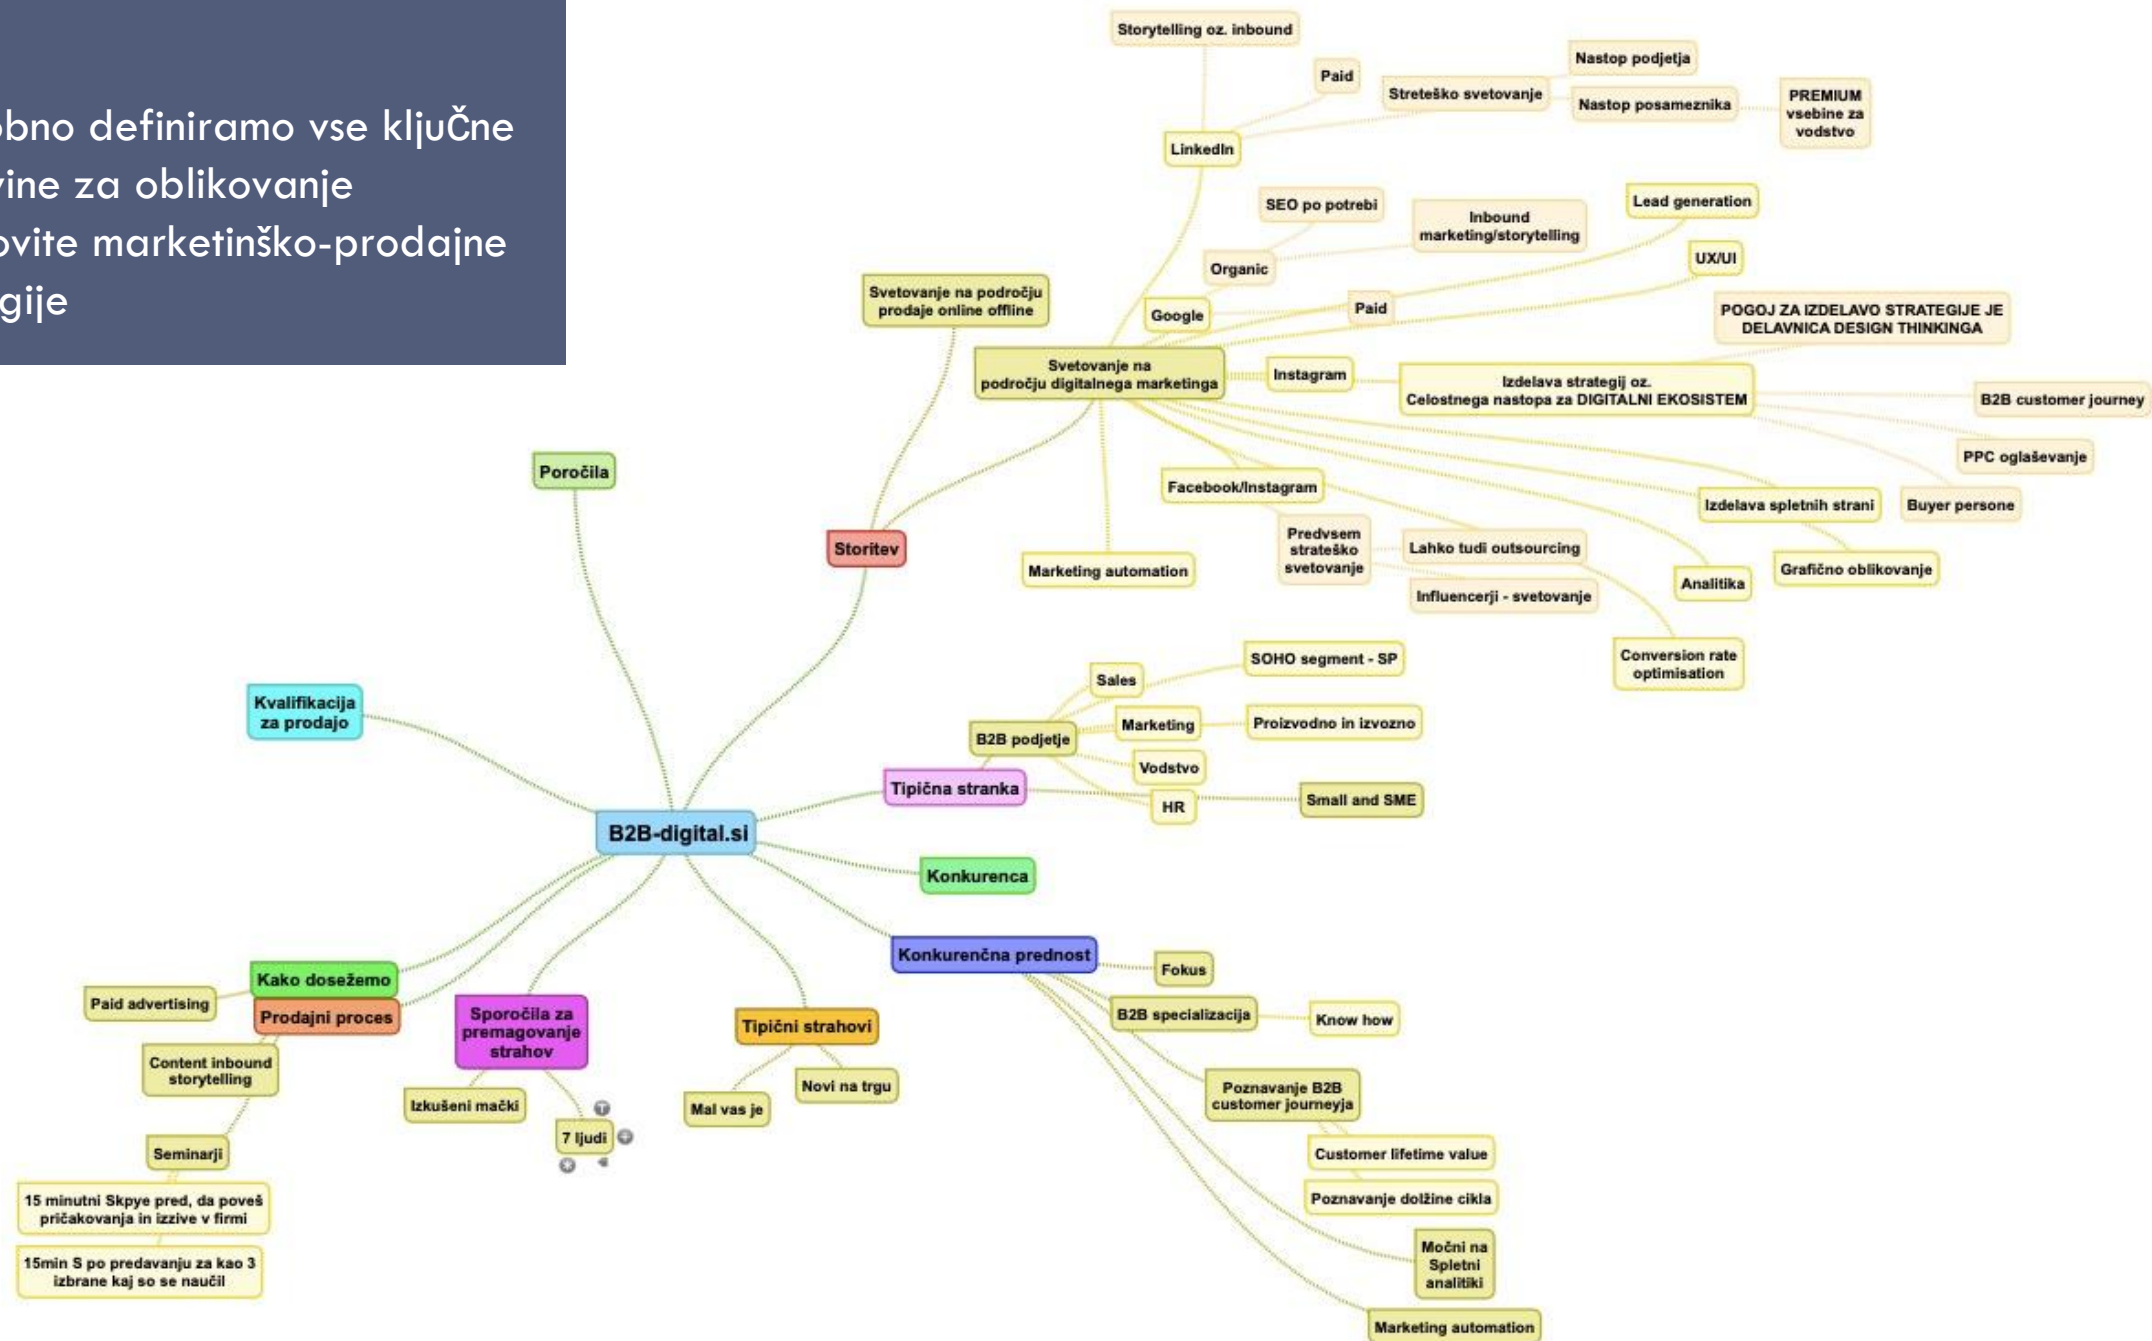 definiramo vse ključne
za oblikovanje
marketinško-prodajne
Storytelling oz. inbound
Paid
Streteško svetovanje
Nastop podjetja
Nastop posameznika
PREMIUM
vsebine za
vodstvo
LinkedIn
SEO po potrebi
Inbound
marketing/storytelling
Organic
Lead generation
UX/UI
Google
Paid
Svetovanje na področju
prodaje online offline
POGOJ ZA IZDELAVO STRATEGIJE JE
DELAVNICA DESIGN THINKINGA
Svetovanje na
področju digitalnega marketinga
Instagram
Izdelava strategij oz.
Celostnega nastopa za DIGITALNI EKOSISTEM
B2B customer journey
PPC oglaševanje
Buyer persone
Facebook/Instagram
Izdelava spletnih strani
Predvsem
strateško
svetovanje
Lahko tudi outsourcing
Influencerji - svetovanje
Marketing automation
Analitika
Grafično oblikovanje
Conversion rate
optimisation
Poročila
Storitev
Kvalifikacija
za prodajo
SOHO segment - SP
Sales
Marketing
Proizvodno in izvozno
B2B podjetje
Vodstvo
HR
Tipična stranka
Small and SME
B2B-digital.si
Konkurenca
Konkurenčna prednost
Fokus
B2B specializacija
Know how
Poznavanje B2B
customer journeyja
Customer lifetime value
Poznavanje dolžine cikla
Močni na
Spletni
analitiki
Marketing automation
Kako dosežemo
Paid advertising
Prodajni proces
Content inbound
storytelling
Seminarji
15 minutni Skpye pred, da poveš
pričakovanja in izzive v firmi
15min S po predavanju za kao 3
izbrane kaj so se naučil
Sporočila za
premagovanje
strahov
Izkušeni mački
7 ljudi
Tipični strahovi
Mal vas je
Novi na trgu